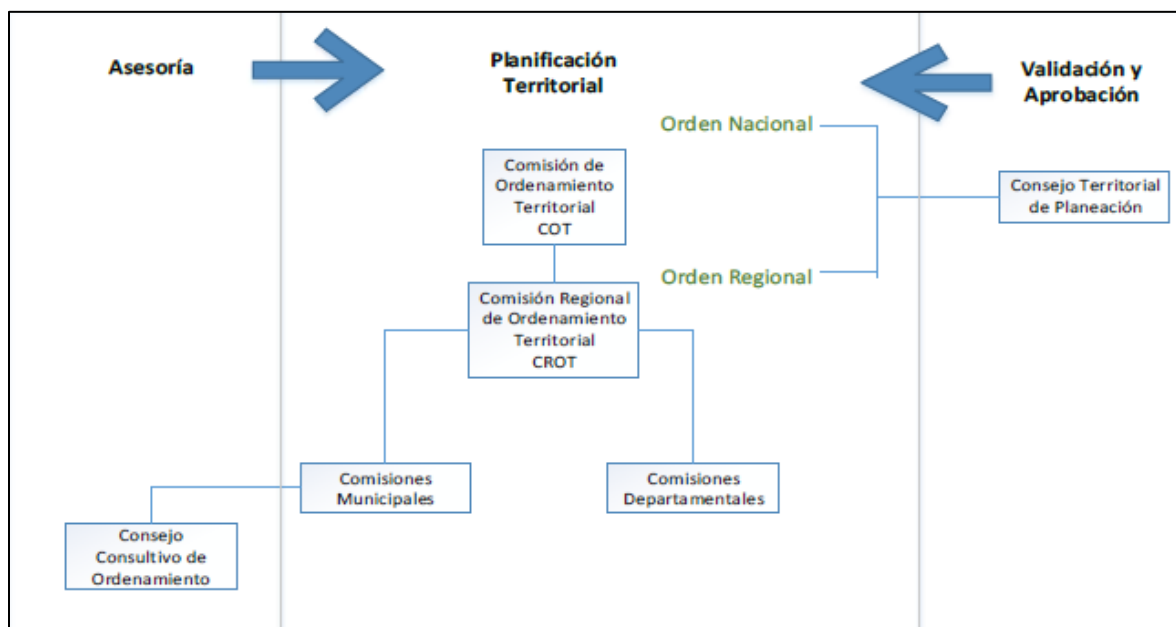 Asesoría
Planificación
Territorial
Validación y
Aprobación
Orden Nacional
Comisión de
Ordenamiento
Territorial
COT
Consejo Territorial
de Planeación
Orden Regional
Comisión Regional
de Ordenamiento
Territorial
CROT
Comisiones
Municipales
Comisiones
Departamentales
Consejo
Consultivo de
Ordenamiento